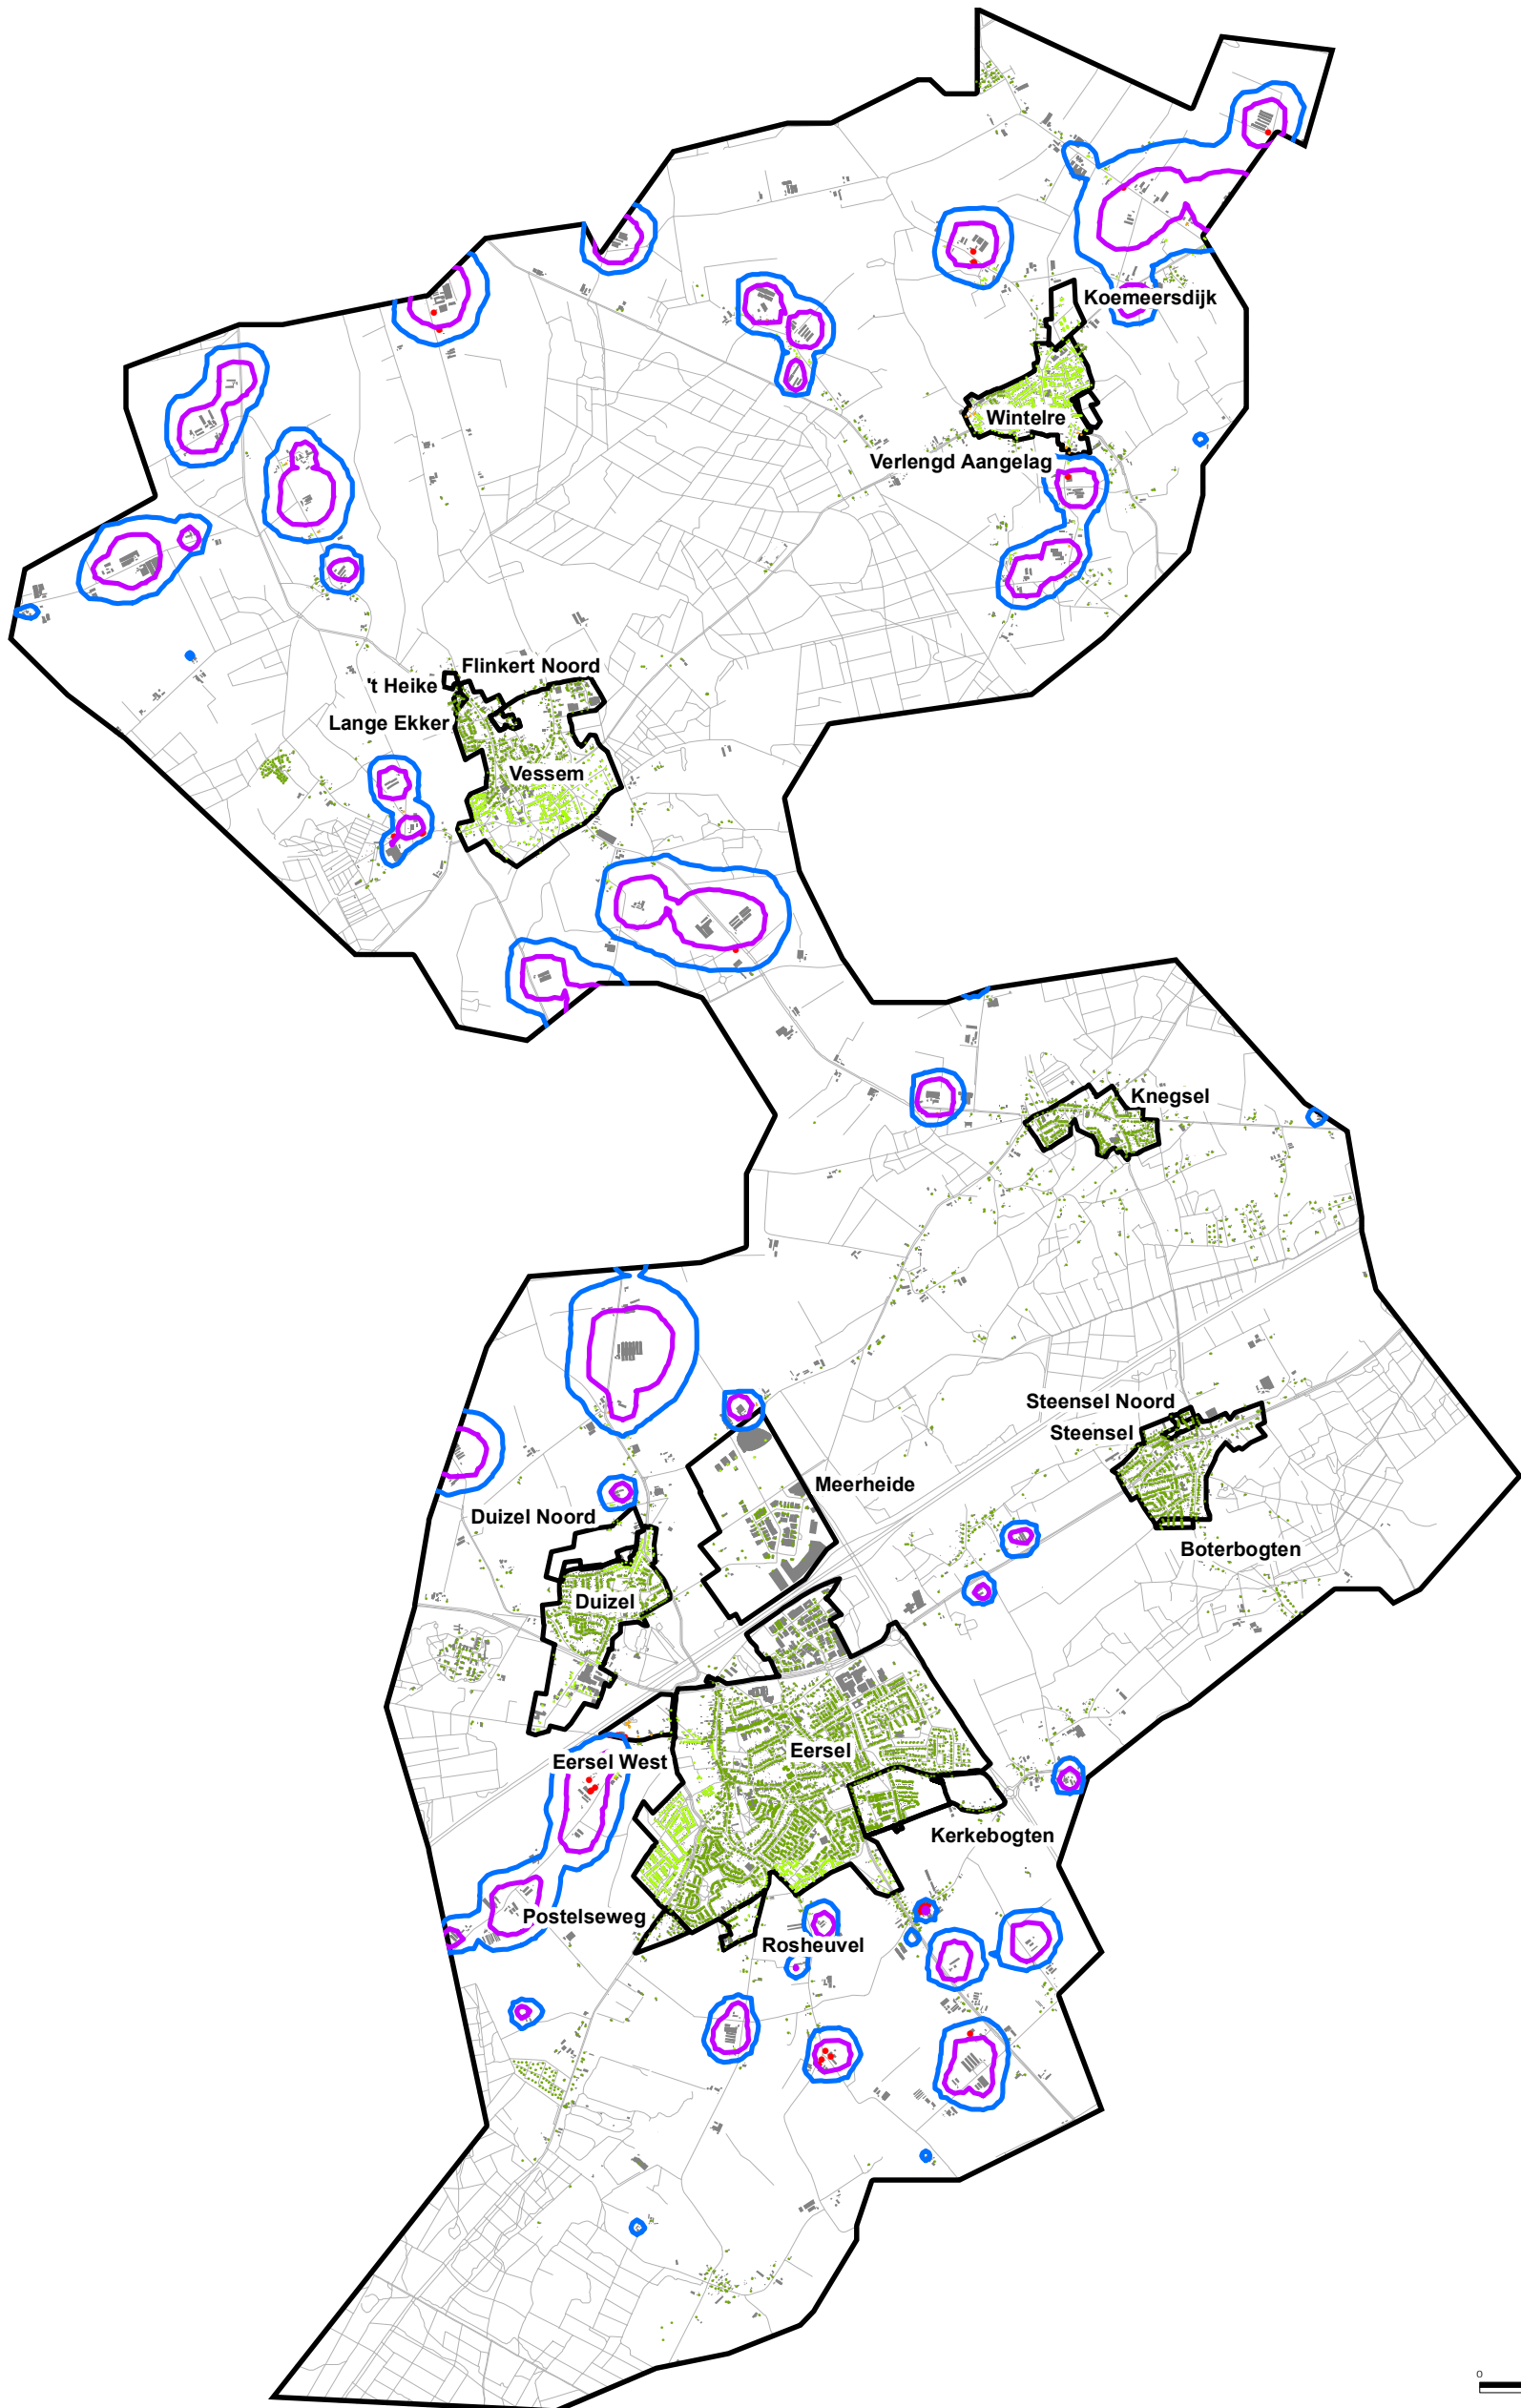 Koemeersdijk
Wintelre
Verlengd Aangelag
Flinkert Noord
't Heike
Lange Ekker
Vessem
Knegsel
Steensel Noord
Steensel
Meerheide
Duizel Noord
Boterbogten
Duizel
Eersel
Eersel West
Kerkebogten
Postelseweg
Rosheuvel
0